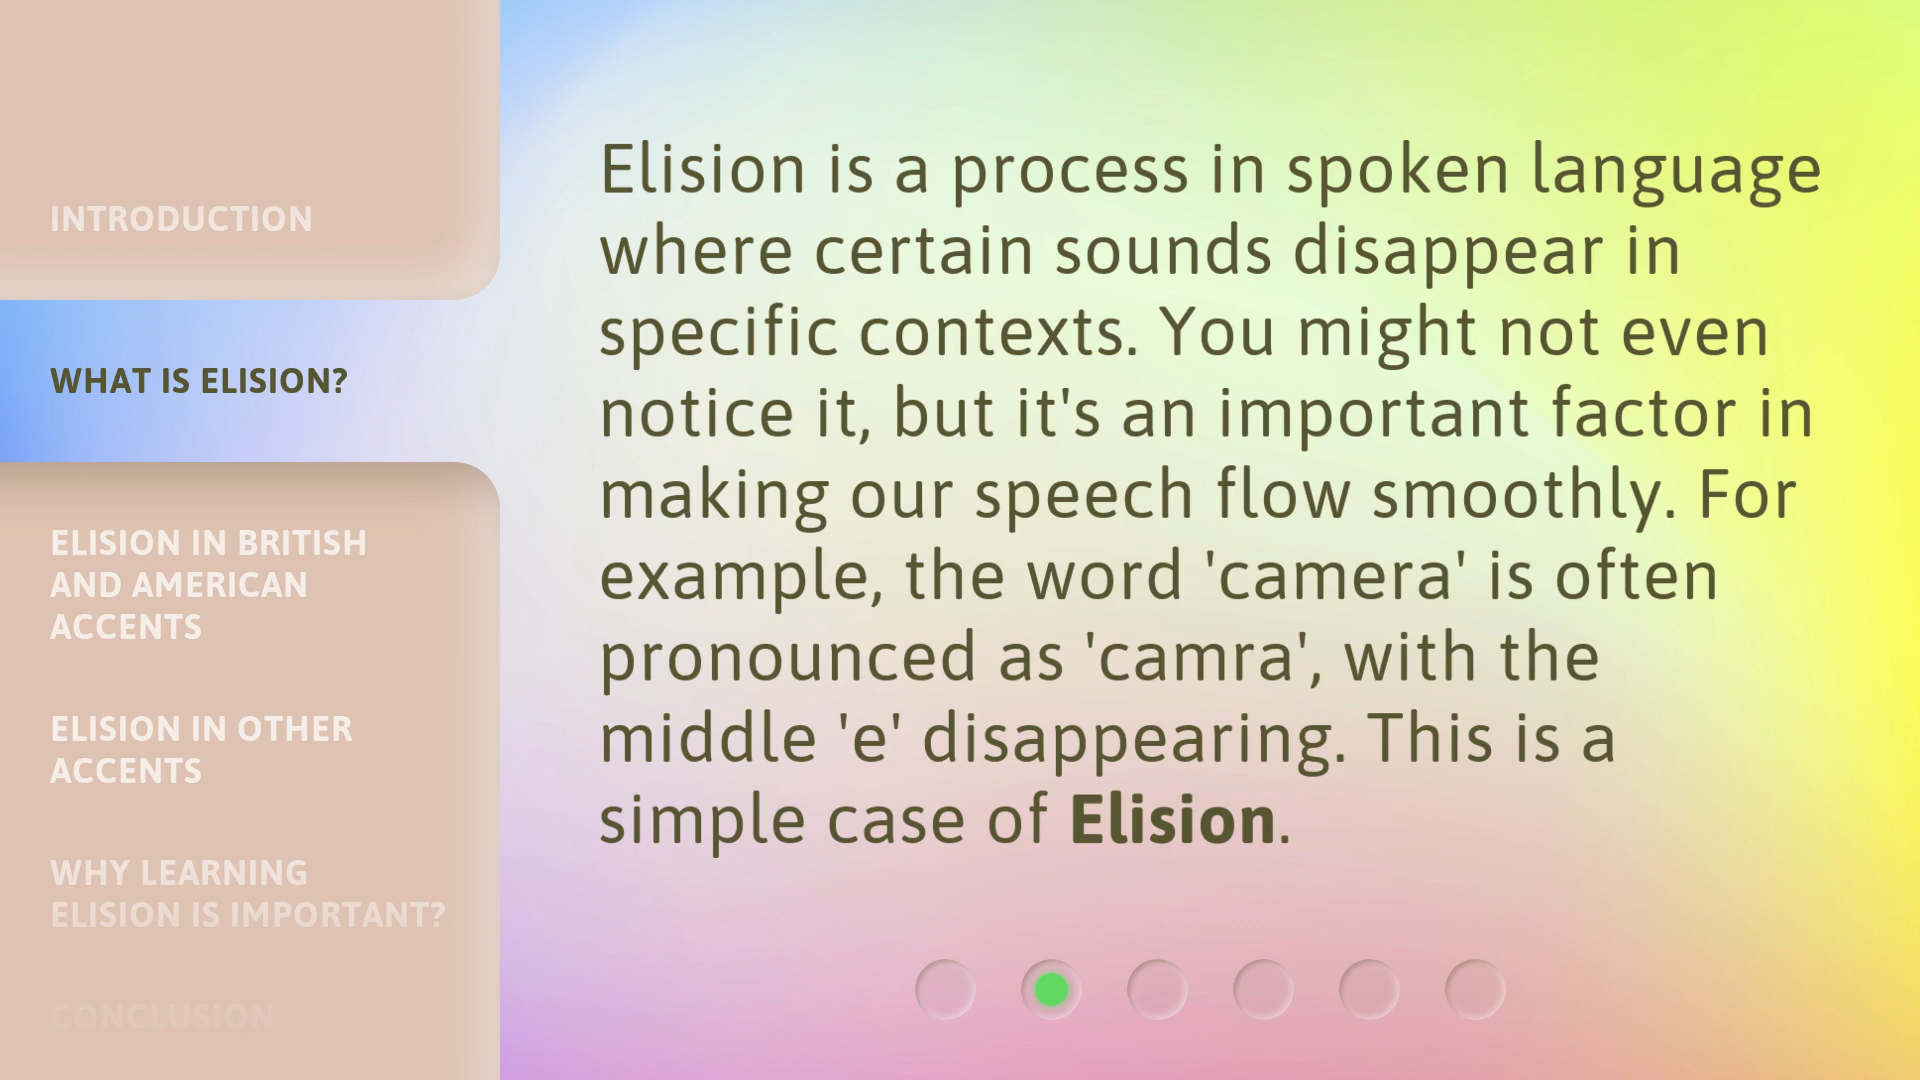 INTRODUCTION
WHAT IS ELISION?
ELISION IN BRITISH
AND AMERICAN
ACCENTS
ELISION IN OTHER
ACCENTS
WHY LEARNING
ELISION IS IMPORTANT?
CONCLUSION
Elision is a process in spoken language
where certain sounds disappear in
specific contexts. You might not even
notice it, but it's an important factor in
making our speech flow smoothly. For
example, the word 'camera' is often
pronounced as 'camra', with the
middle 'e' disappearing. This is a
simple case of Elision.